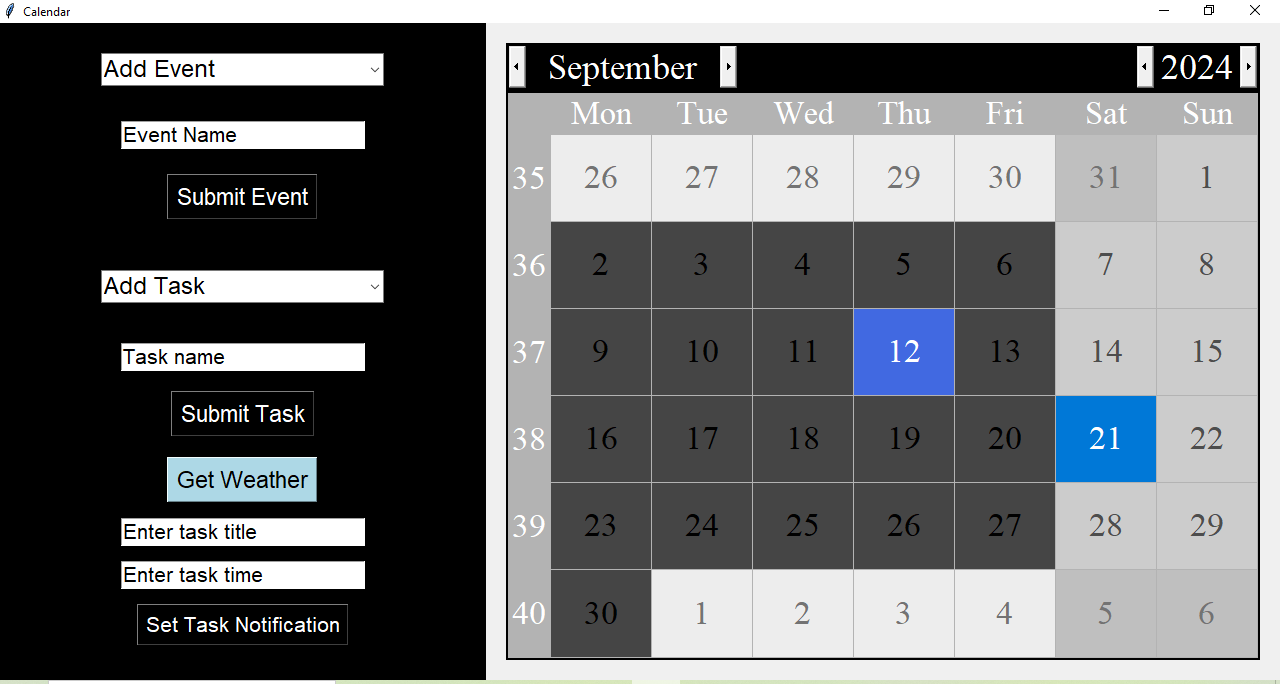 Calendar
Add Event
Event Name
Submit Event
Add Task
Task name
Submit Task
Get Weather
Enter task title
Enter task time
Set Task Notification
September 2024
Mon Tue Wed Thu Fri Sat Sun
35 26 27 28 29 30 31 1
36 2 3 4 5 6 7 8
37 9 10 11 12 13 14 15
38 16 17 18 19 20 21 22
39 23 24 25 26 27 28 29
40 30 1 2 3 4 5 6